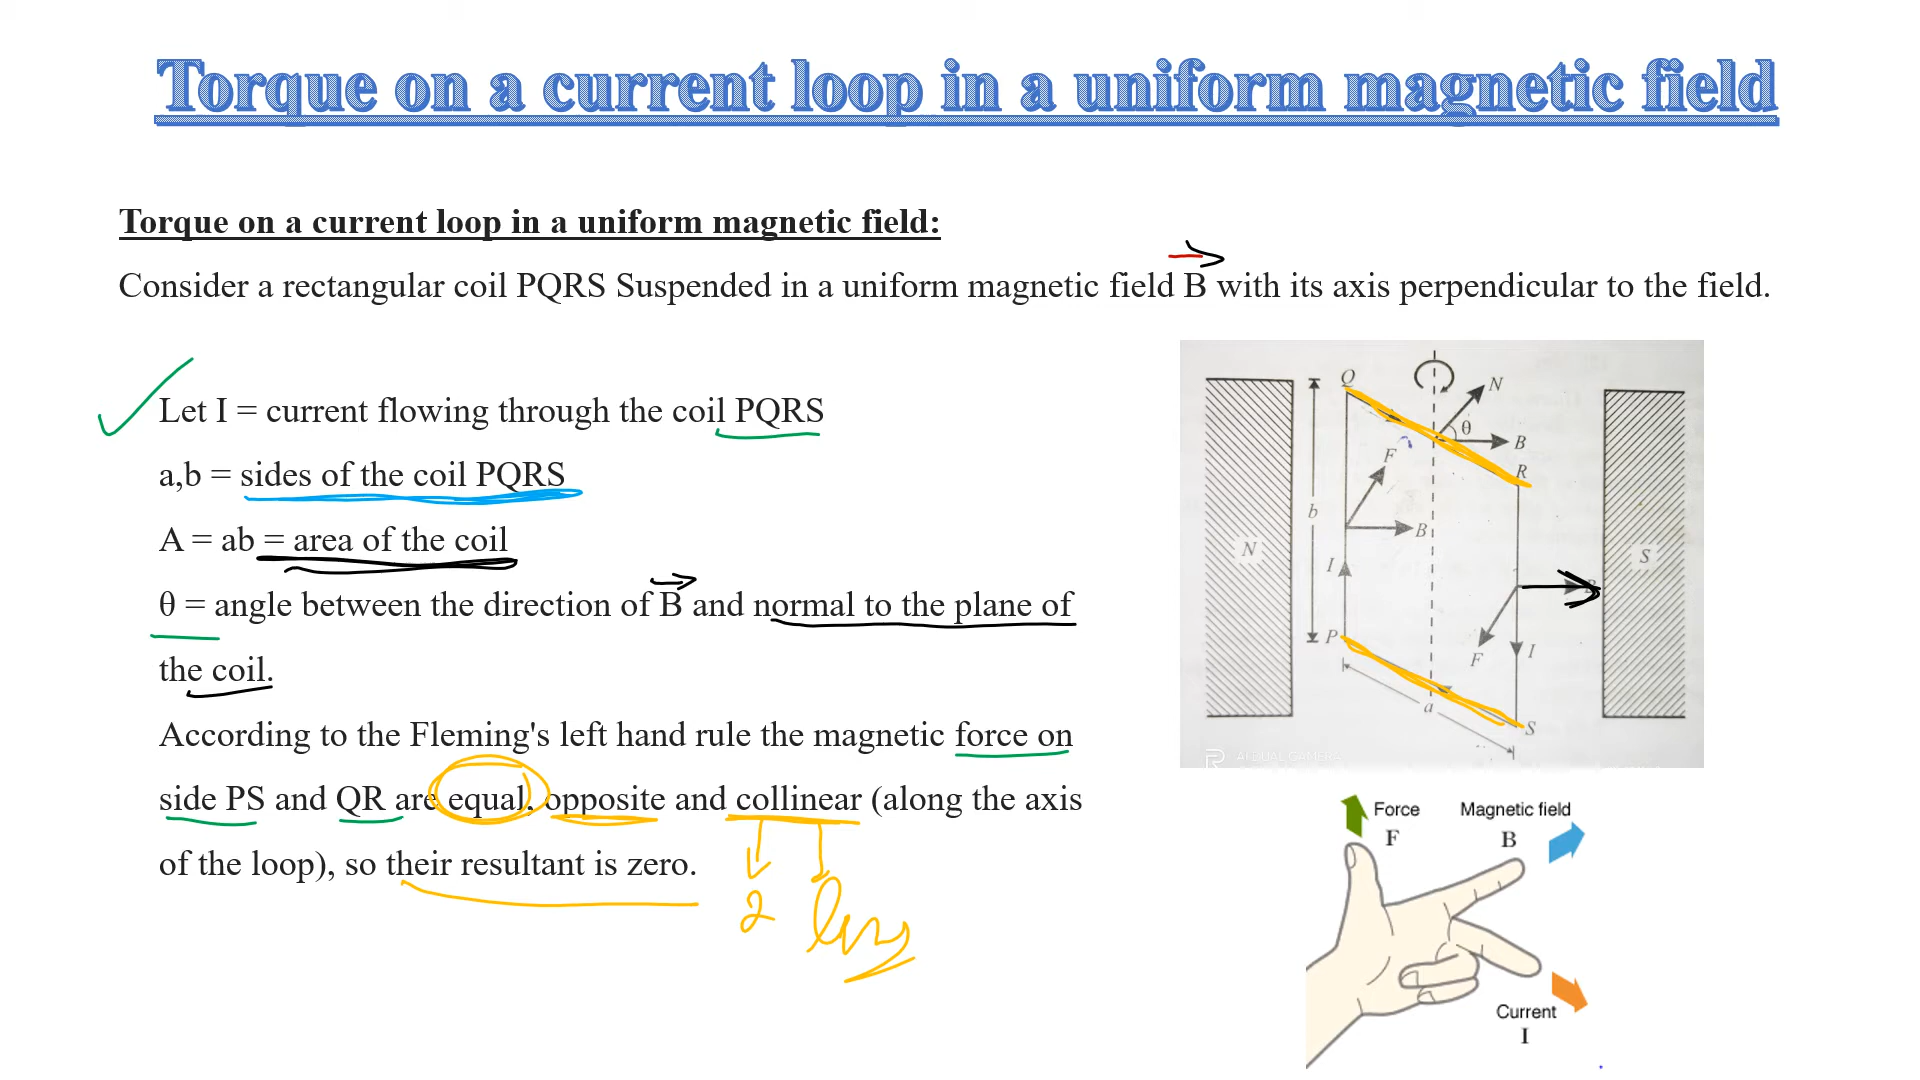 Torque on a current loop in a uniform magnetic field
Torque on a current loop in a uniform magnetic field:
Consider a rectangular coil PQRS Suspended in a uniform magnetic field B with its axis perpendicular to the field.
Let I = current flowing through the coil PQRS
a,b = sides of the coil PQRS
A = ab = area of the coil
θ = angle between the direction of B and normal to the plane of
the coil.
According to the Fleming's left hand rule the magnetic force on
side PS and QR are equal, opposite and collinear (along the axis
of the loop), so their resultant is zero.
2
Q
N
θ
B
R
F
b
B
N
I
S
P
F
I
a
S
AI DUAL CAMERA
Force
F
Magnetic field
B
Current
I